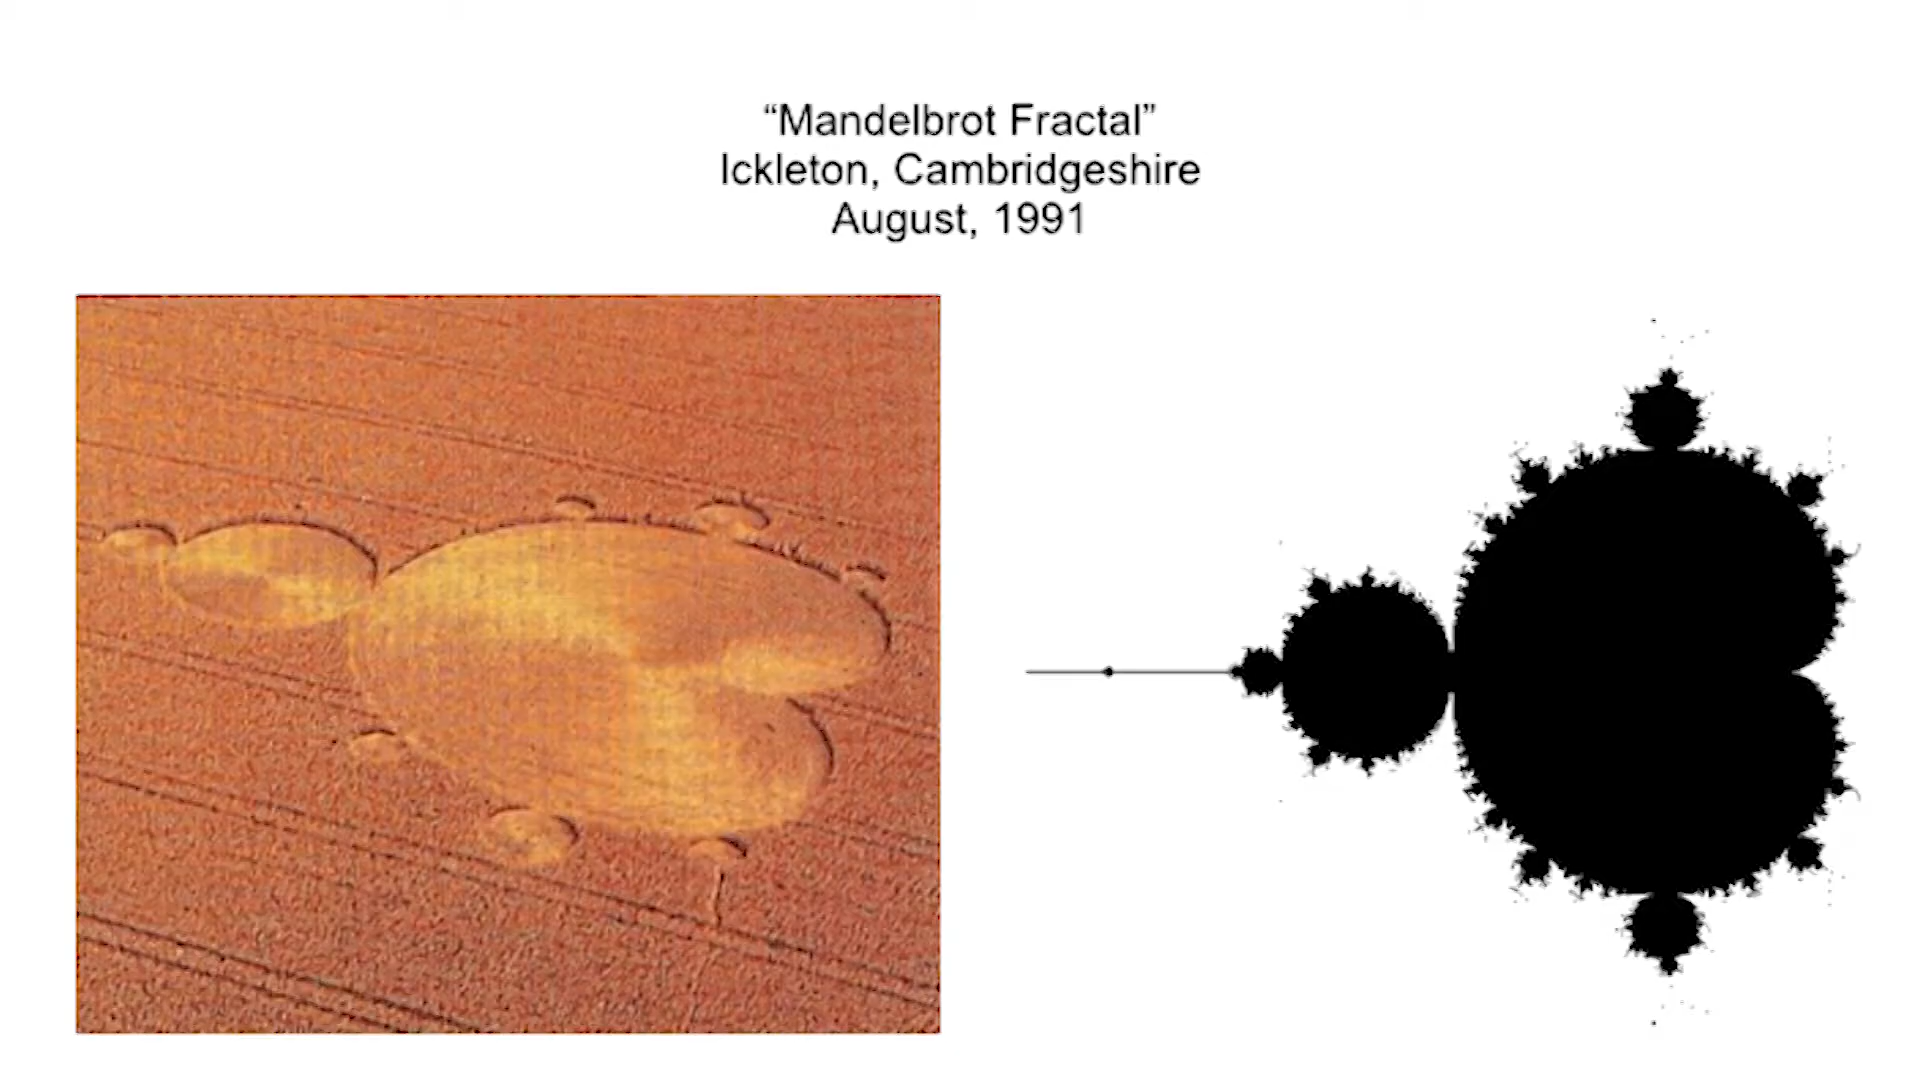 “Mandelbrot Fractal”
Ickleton, Cambridgeshire
August, 1991